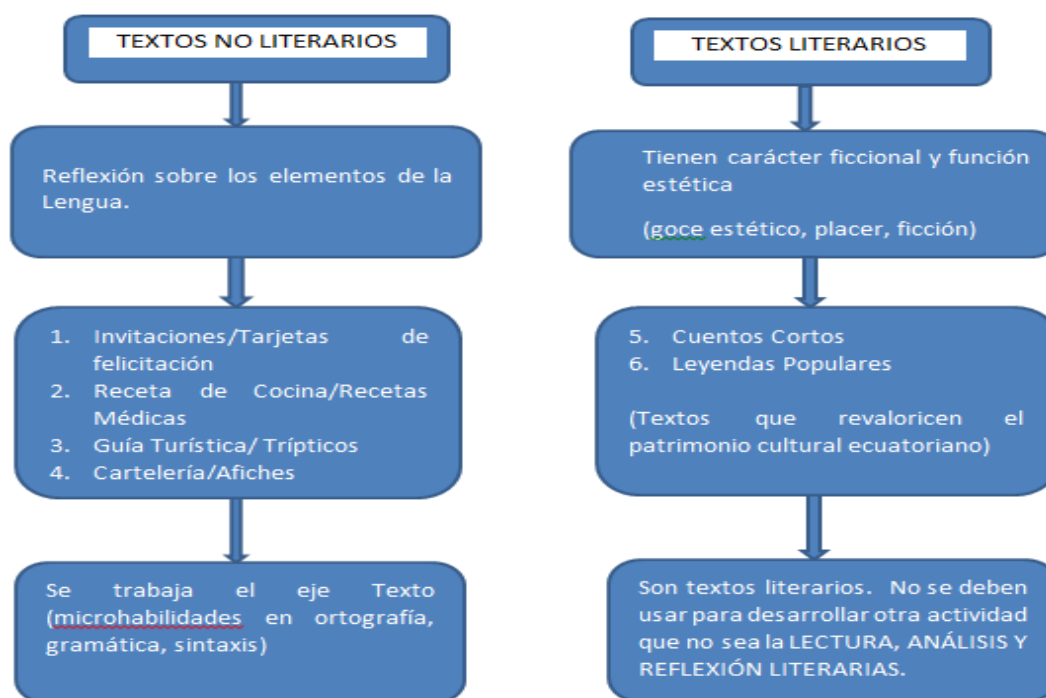 TEXTOS NO LITERARIOS
Reflexión sobre los elementos de la
Lengua.
1. Invitaciones/Tarjetas de
felicitación
2. Receta de Cocina/Recetas
Médicas
3. Guía Turística/ Trípticos
4. Cartelería/Afiches
Se trabaja el eje Texto
(microhabilidades en ortografía,
gramática, sintaxis)
TEXTOS LITERARIOS
Tienen carácter ficcional y función
estética
(goce estético, placer, ficción)
5. Cuentos Cortos
6. Leyendas Populares
(Textos que revaloricen el
patrimonio cultural ecuatoriano)
Son textos literarios. No se deben
usar para desarrollar otra actividad
que no sea la LECTURA, ANÁLISIS Y
REFLEXIÓN LITERARIAS.